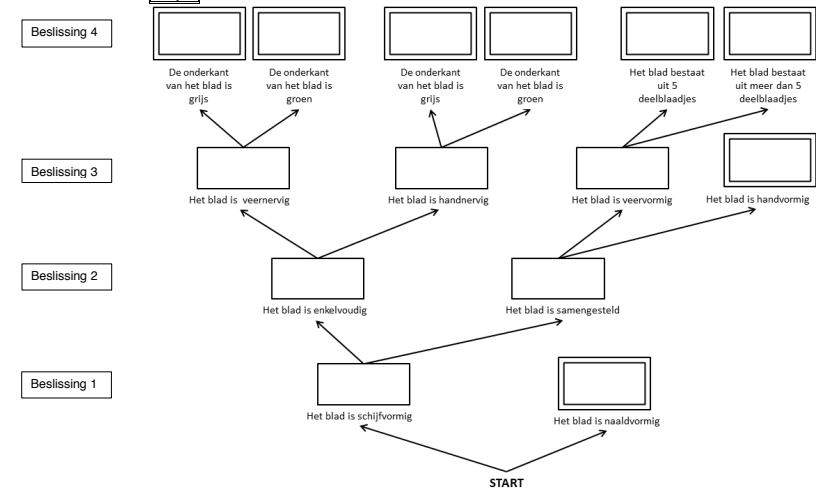 Beslissing 4
De onderkant
van het blad is
grijs
De onderkant
van het blad is
groen
De onderkant
van het blad is
grijs
De onderkant
van het blad is
groen
Het blad bestaat
uit 5
deelblaadjes
Het blad bestaat
uit meer dan 5
deelblaadjes
Beslissing 3
Het blad is veernervig
Het blad is handnervig
Het blad is veervormig
Het blad is handvormig
Beslissing 2
Het blad is enkelvoudig
Het blad is samengesteld
Beslissing 1
Het blad is schijfvormig
Het blad is naaldvormig
START